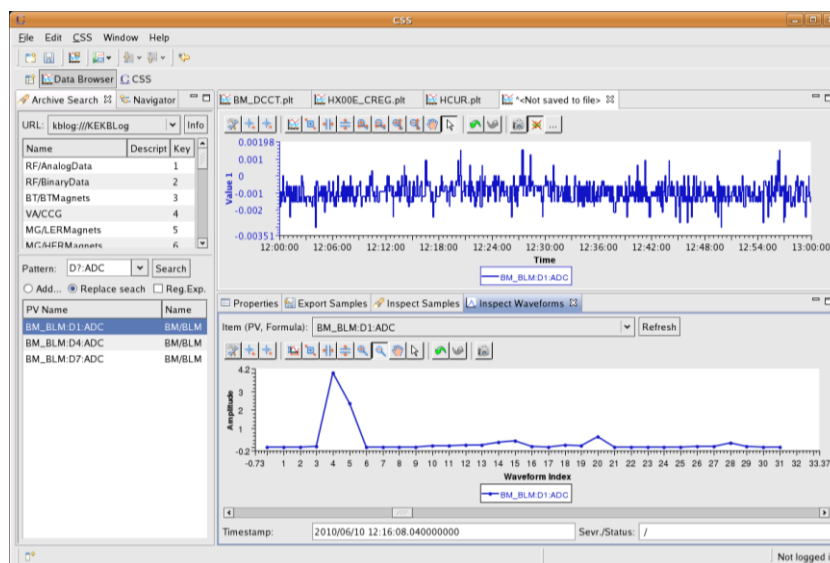 CSS
File Edit CSS Window Help
Data Browser CSS
Archive Search Navigator
URL: kblog:///KEKBLog Info
Name Descript Key
RF/AnalogData 1
RF/BinaryData 2
BT/BTMagnets 3
VA/CCG 4
MG/LERMagnets 5
MG/HERMagnets 6
Pattern: D?:ADC Search
Add... Replace seach Reg.Exp.
PV Name Name
BM_BLM:D1:ADC BM/BLM
BM_BLM:D4:ADC BM/BLM
BM_BLM:D7:ADC BM/BLM
BM_DCCT.plt HX00E_CREG.plt HCUR.plt *<Not saved to file>
...
Value 1
0.00198
0.001
0
-0.001
-0.002
-0.00351
12:00:00 12:06:00 12:12:00 12:18:00 12:24:00 12:30:00 12:36:00 12:42:00 12:48:00 12:54:00 13:00:0
Time
BM_BLM:D1:ADC
Properties Export Samples Inspect Samples Inspect Waveforms
Item (PV, Formula): BM_BLM:D1:ADC Refresh
Amplitude
4.2
3
2
1
-0.2
-0.73 1 2 3 4 5 6 7 8 9 10 11 12 13 14 15 16 17 18 19 20 21 22 23 24 25 26 27 28 29 30 31 32 33.37
Waveform Index
BM_BLM:D1:ADC
Timestamp: 2010/06/10 12:16:08.040000000 Sevr./Status: /
Not logged i